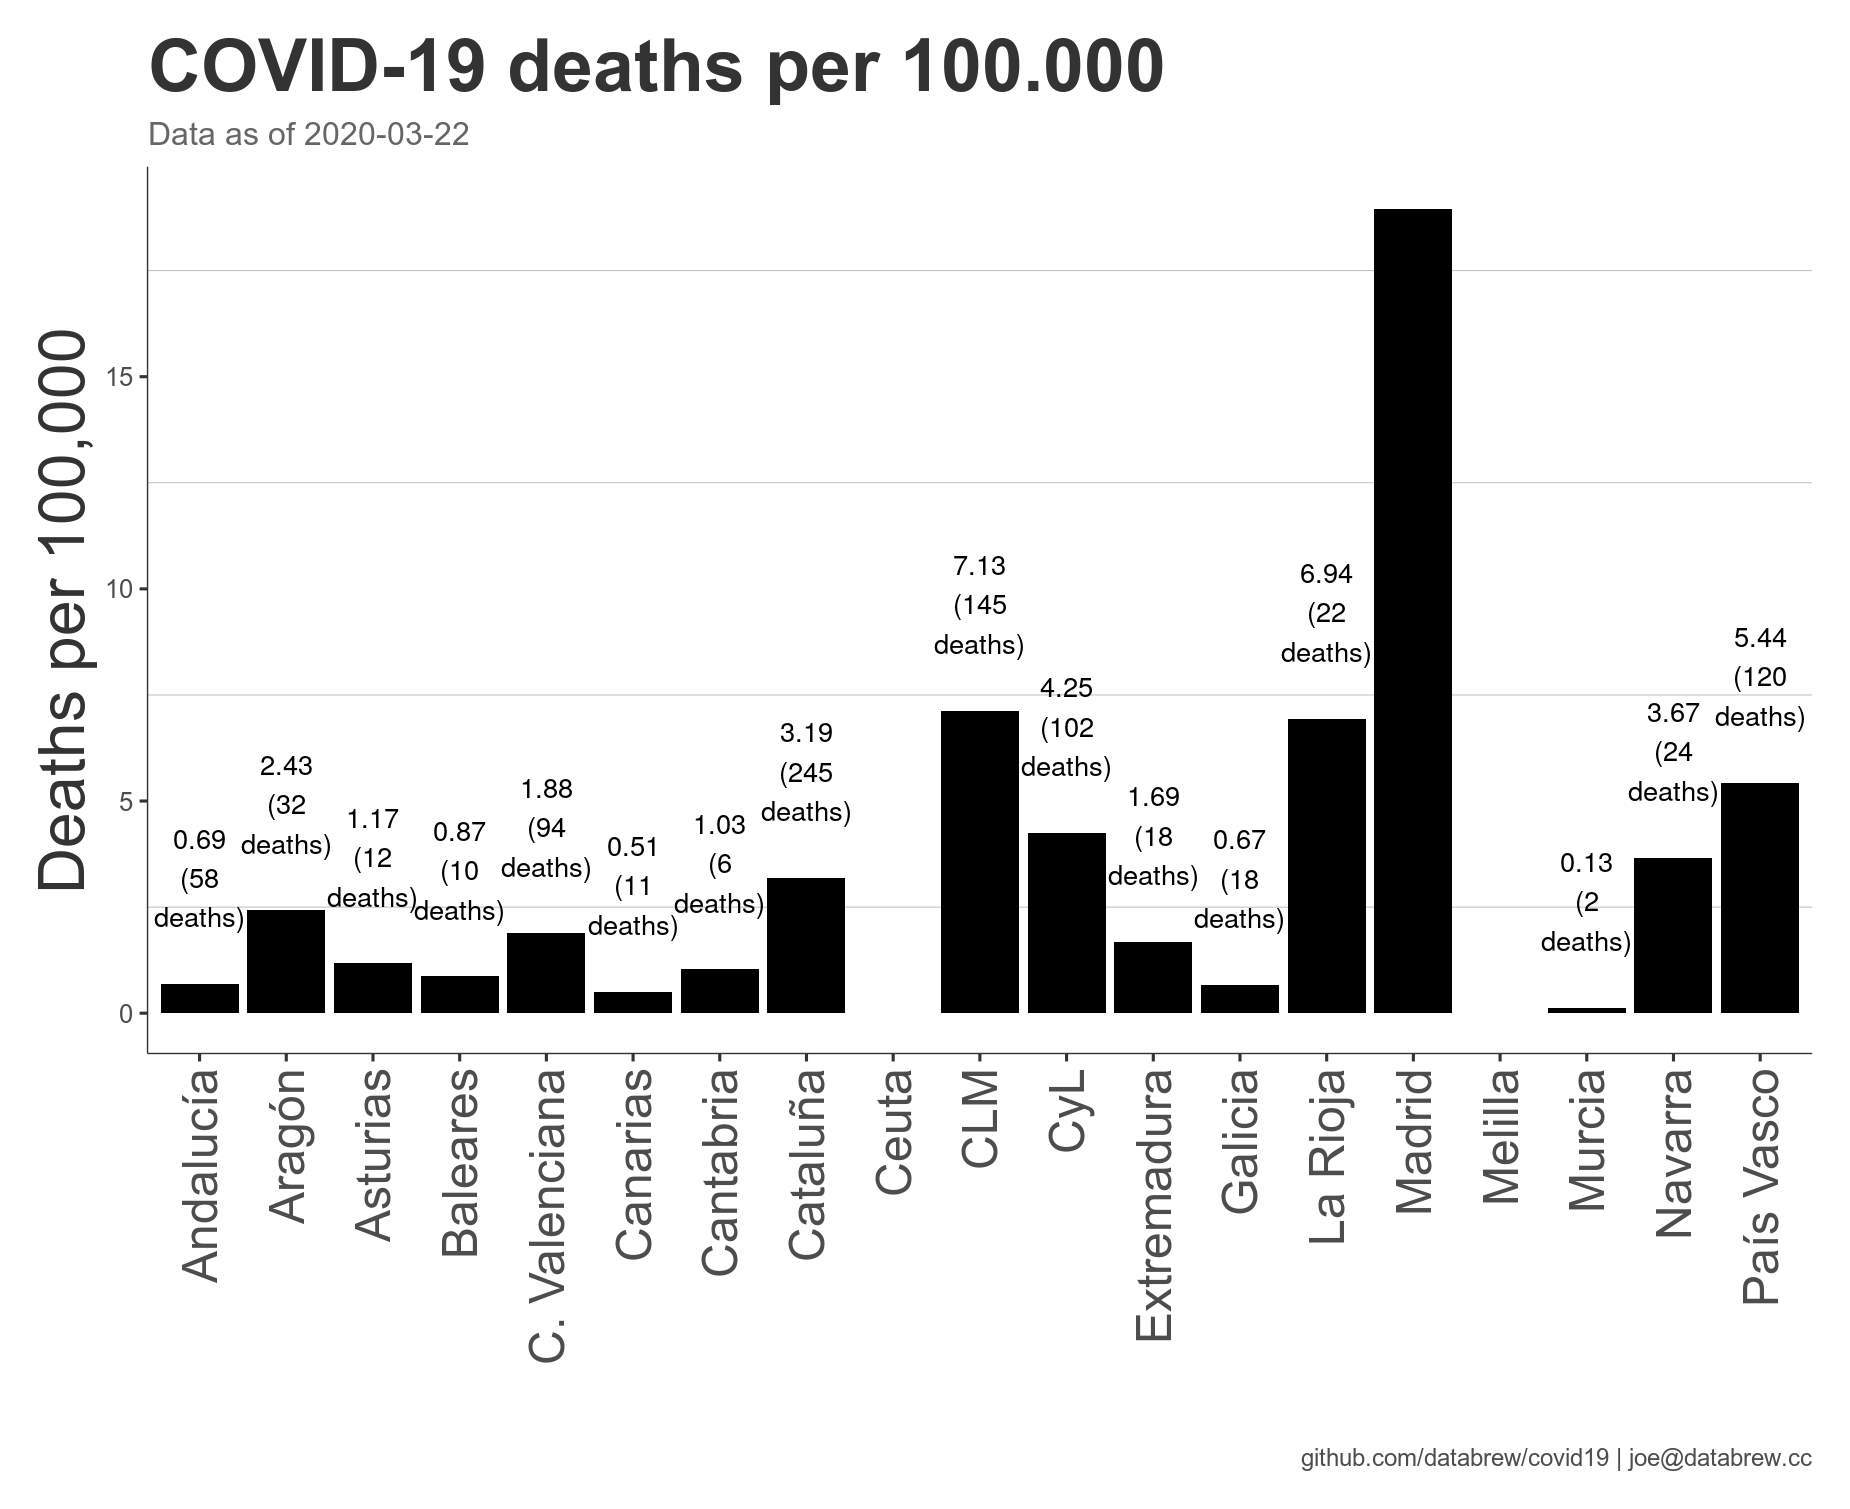 COVID-19 deaths per 100.000
Data as of 2020-03-22
Deaths per 100,000
15
10
5
0
0.69
(58
deaths)
2.43
(32
deaths)
1.17
(12
deaths)
0.87
(10
deaths)
1.88
(94
deaths)
0.51
(11
deaths)
1.03
(6
deaths)
3.19
(245
deaths)
7.13
(145
deaths)
4.25
(102
deaths)
1.69
(18
deaths)
0.67
(18
deaths)
6.94
(22
deaths)
0.13
(2
deaths)
3.67
(24
deaths)
5.44
(120
deaths)
Andalucía
Aragón
Asturias
Baleares
C. Valenciana
Canarias
Cantabria
Cataluña
Ceuta
CLM
CyL
Extremadura
Galicia
La Rioja
Madrid
Melilla
Murcia
Navarra
País Vasco
github.com/databrew/covid19 | joe@databrew.cc